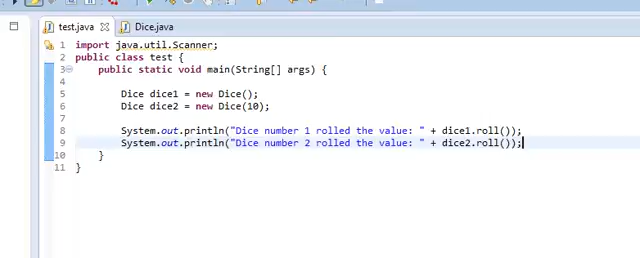 test.java Dice.java
1 import java.util.Scanner;
2 public class test {
3 public static void main(String[] args) {
4
5 Dice dice1 = new Dice();
6 Dice dice2 = new Dice(10);
7
8 System.out.println("Dice number 1 rolled the value: " + dice1.roll());
9 System.out.println("Dice number 2 rolled the value: " + dice2.roll());
10 }
11 }